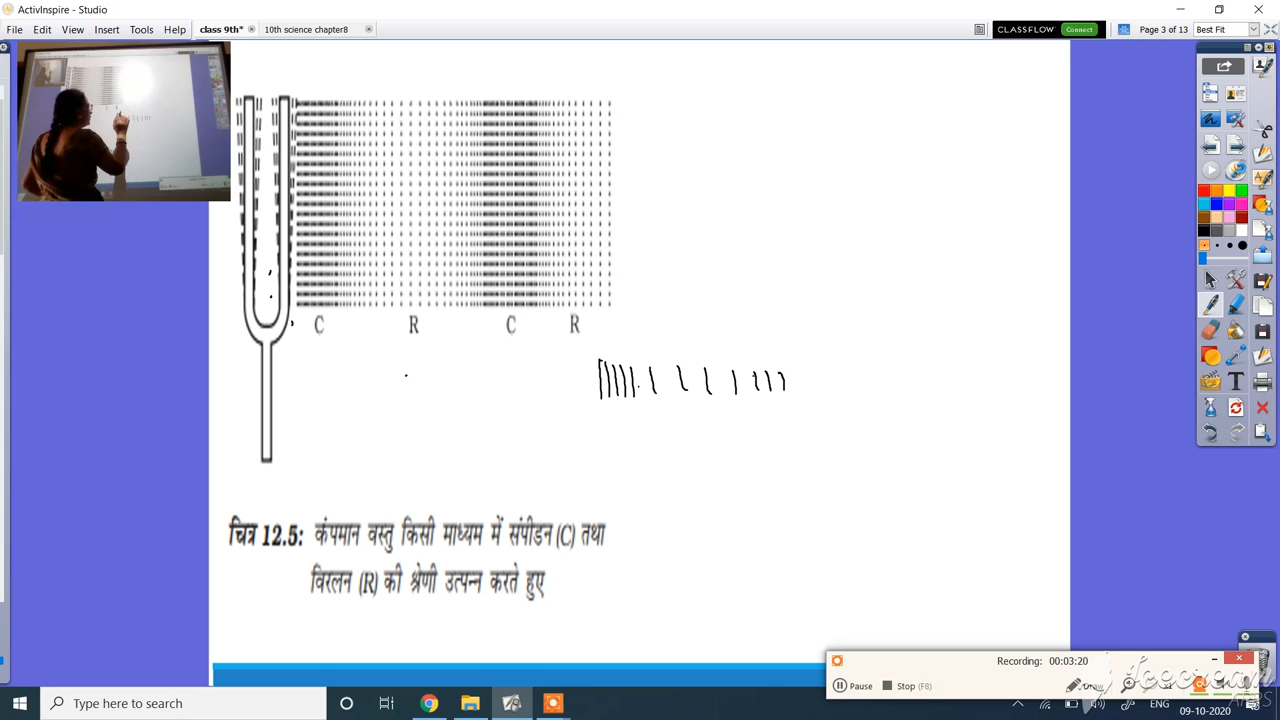 ActivInspire - Studio
File Edit View Insert Tools Help class 9th* 10th science chapter8 CLASSFLOW Connect Page 3 of 13 Best Fit
C R C R
चित्र 12.5: कंपमान वस्तु किसी माध्यम में संपीडन (C) तथा
विरलन (R) की श्रेणी उत्पन्न करते हुए
Recording: 00:03:20
Pause Stop (F8) Draw
Type here to search
ENG
09-10-2020